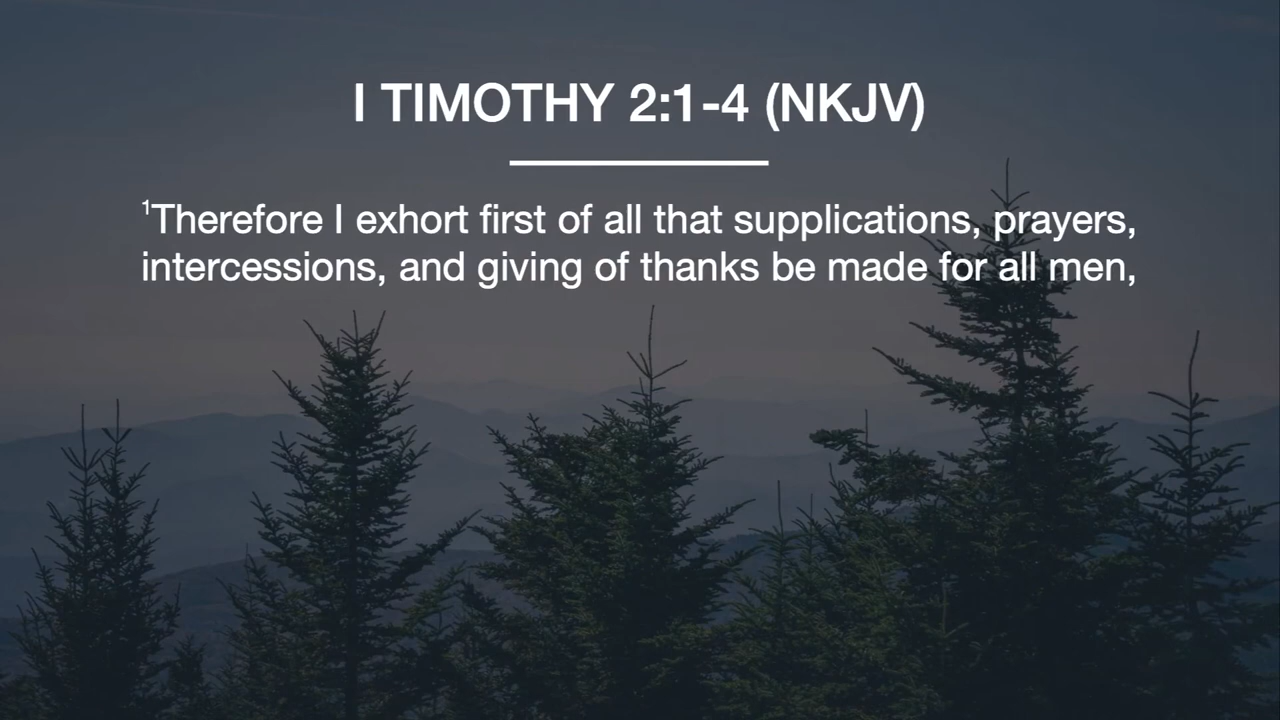 I TIMOTHY 2:1-4 (NKJV)
¹Therefore I exhort first of all that supplications, prayers,
intercessions, and giving of thanks be made for all men,